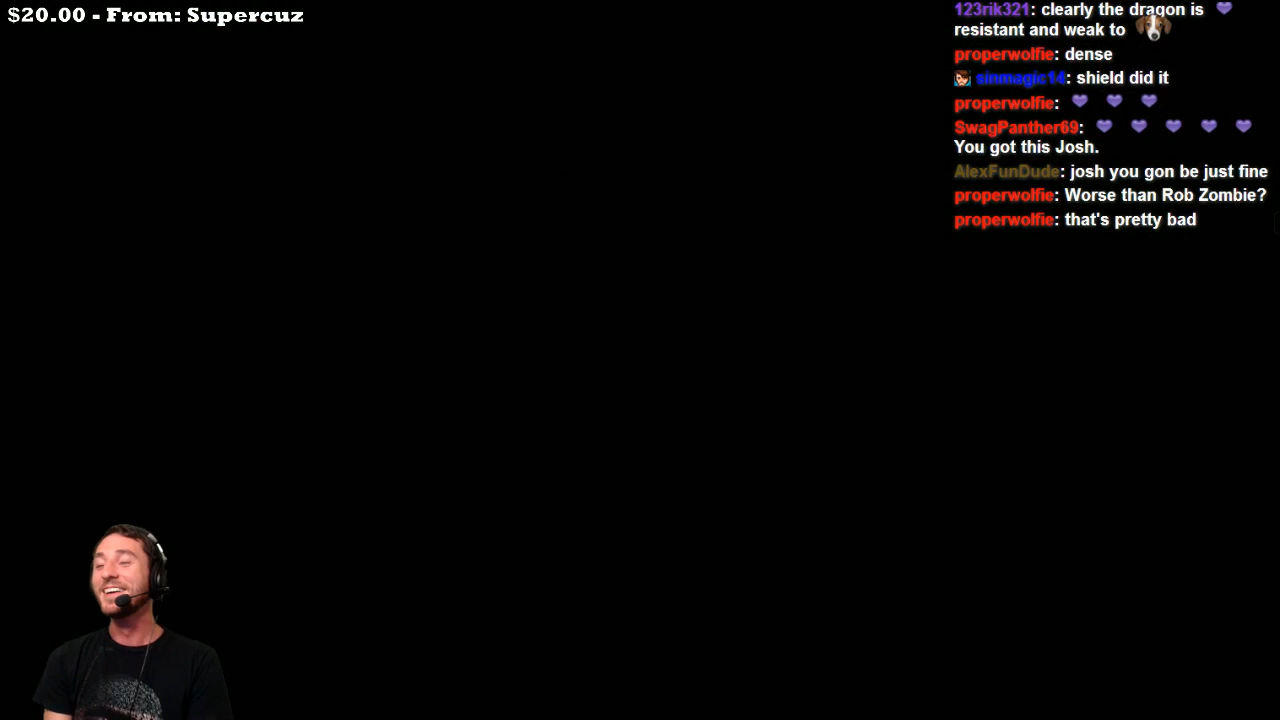 $20.00 - From: Supercuz
123rik321: clearly the dragon is
resistant and weak to
properwolfie: dense
sinmagic14: shield did it
properwolfie:
SwagPanther69:
You got this Josh.
AlexFunDude: josh you gon be just fine
properwolfie: Worse than Rob Zombie?
properwolfie: that's pretty bad